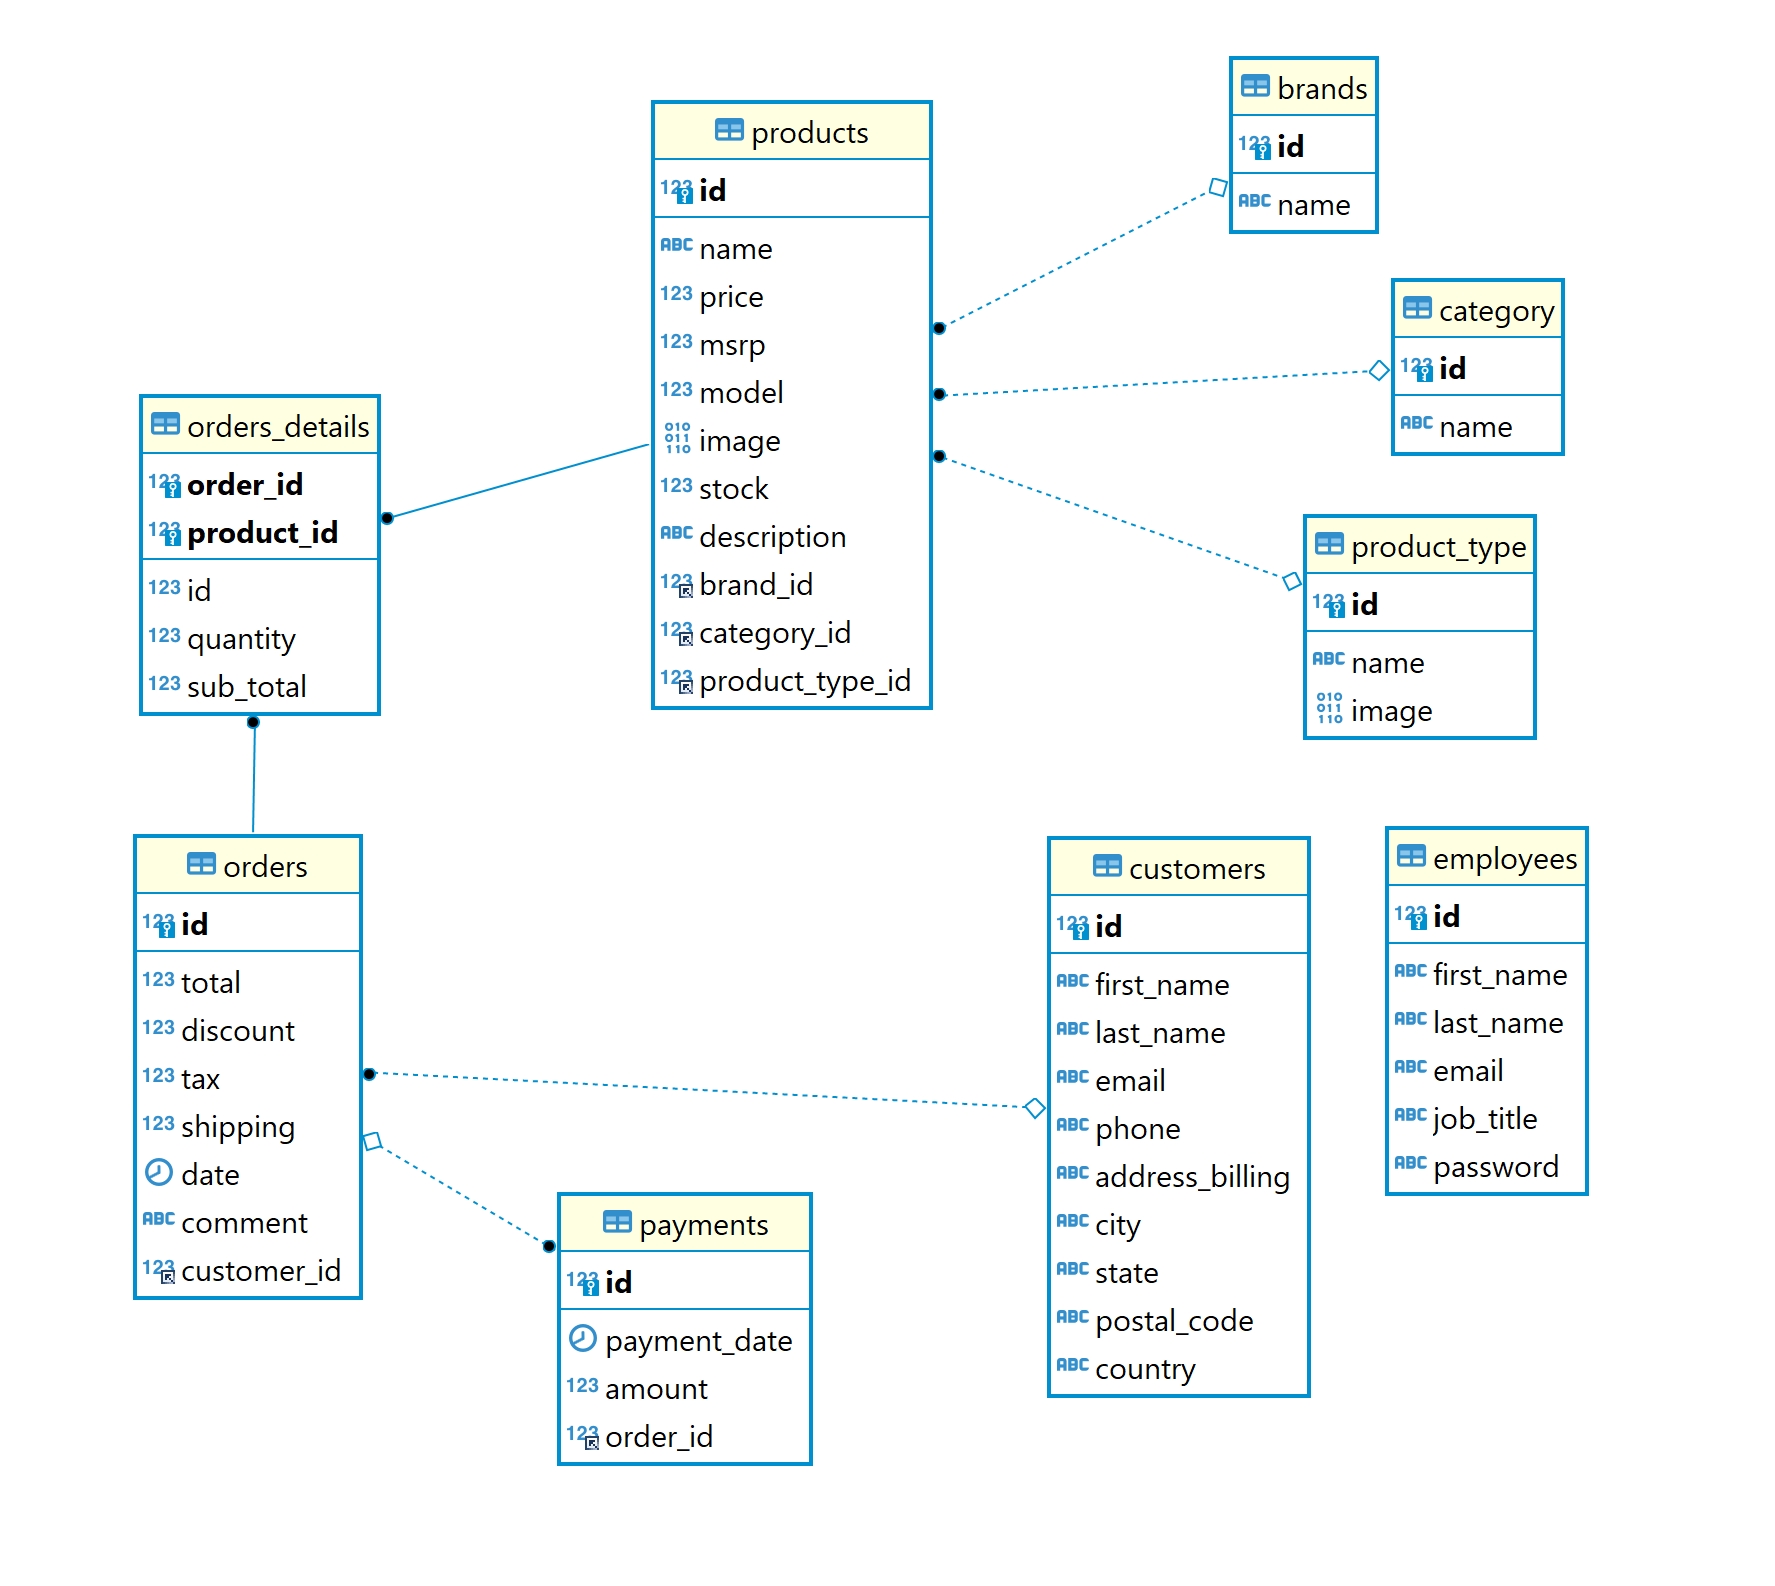 brands
123 id
ABC name
products
123 id
ABC name
123 price
123 msrp
123 model
010 011 110 image
123 stock
ABC description
123 brand_id
123 category_id
123 product_type_id
category
123 id
ABC name
orders_details
123 order_id
123 product_id
123 id
123 quantity
123 sub_total
product_type
123 id
ABC name
010 011 110 image
orders
123 id
123 total
123 discount
123 tax
123 shipping
date
ABC comment
123 customer_id
payments
123 id
payment_date
123 amount
123 order_id
customers
123 id
ABC first_name
ABC last_name
ABC email
ABC phone
ABC address_billing
ABC city
ABC state
ABC postal_code
ABC country
employees
123 id
ABC first_name
ABC last_name
ABC email
ABC job_title
ABC password